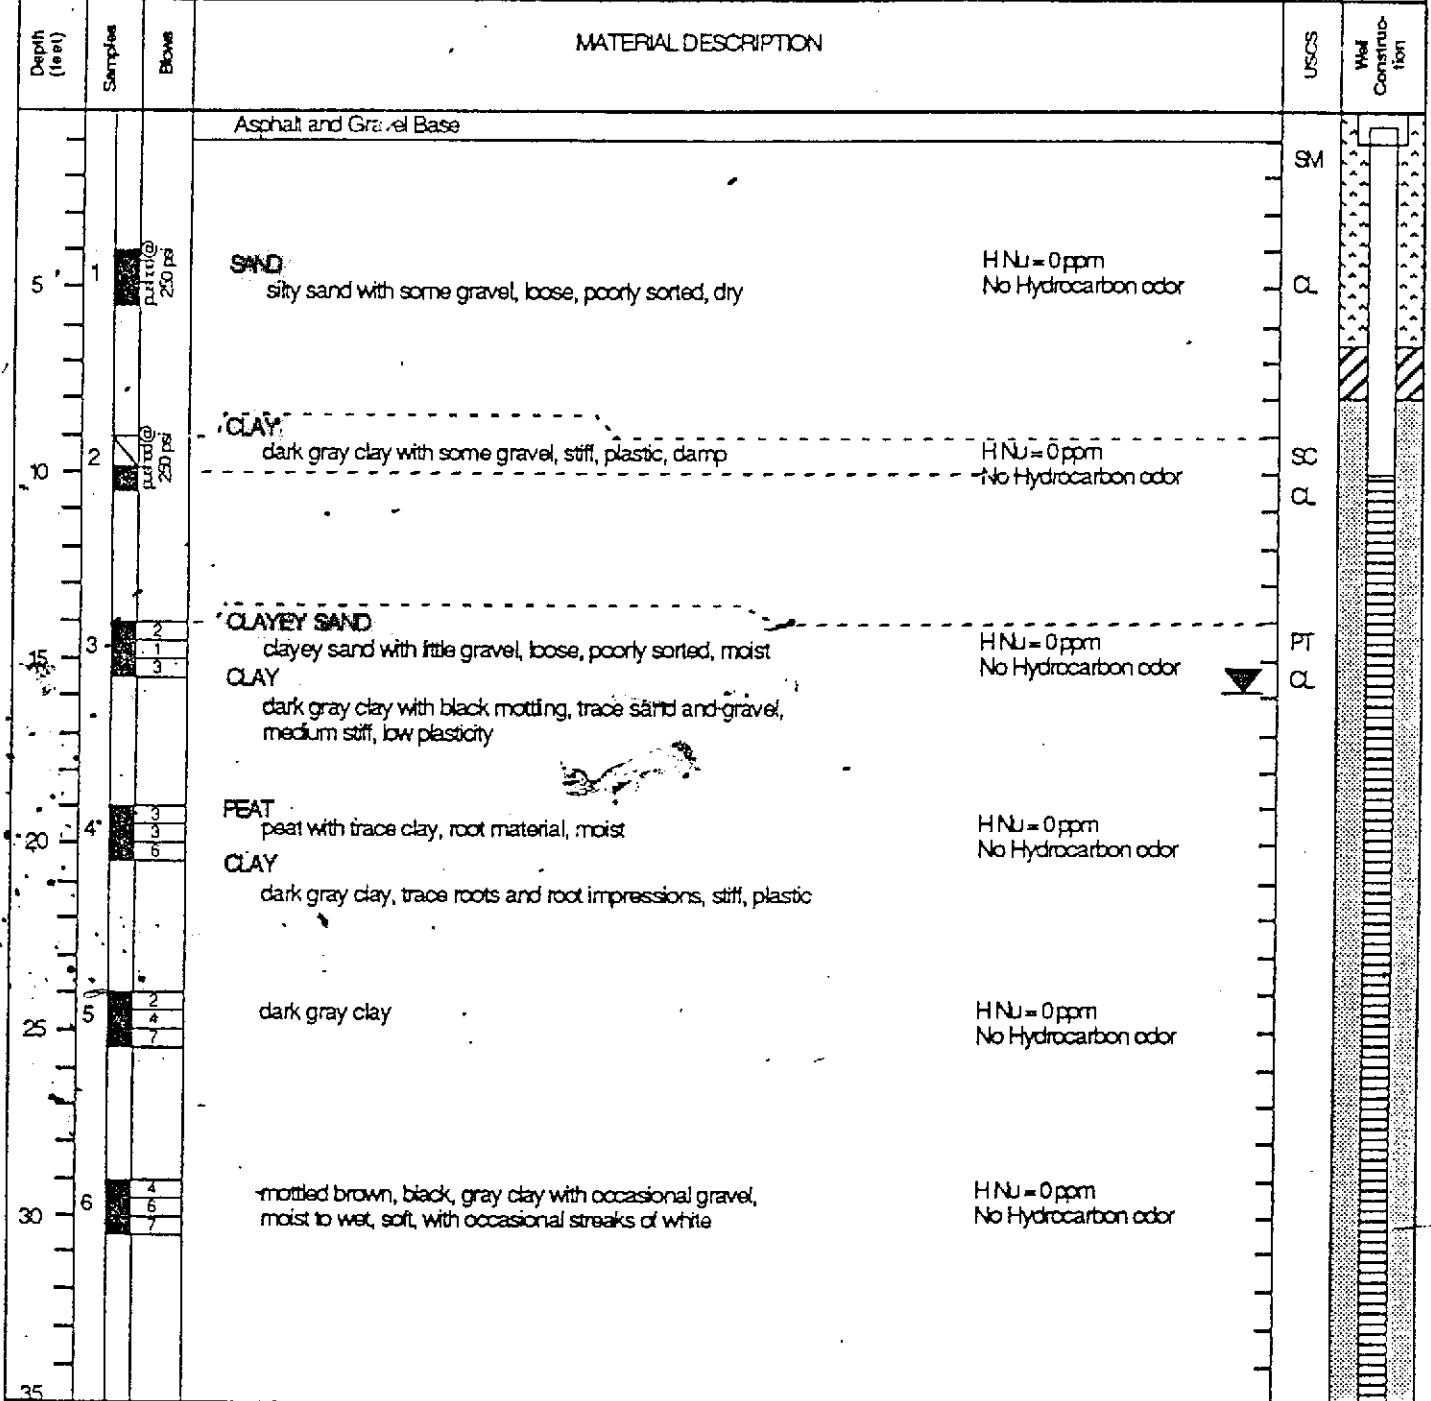 Depth (feet)
Samples
Blows
MATERIAL DESCRIPTION
USCS
Well Construc-tion
Asphalt and Gravel Base
SM
1
pushed @ 250 psi
SAND
HNu = 0 ppm
5
silty sand with some gravel, loose, poorly sorted, dry
No Hydrocarbon odor
CL
CLAY
2
pushed @ 250 psi
dark gray clay with some gravel, stiff, plastic, damp
HNu = 0 ppm
SC
10
No Hydrocarbon odor
CL
CLAYEY SAND
2
3
1
clayey sand with little gravel, loose, poorly sorted, moist
HNu = 0 ppm
PT
15
3
No Hydrocarbon odor
CLAY
CL
dark gray clay with black mottling, trace sand and gravel,
medium stiff, low plasticity
PEAT
3
4
3
peat with trace clay, root material, moist
HNu = 0 ppm
20
6
No Hydrocarbon odor
CLAY
dark gray clay, trace roots and root impressions, stiff, plastic
2
5
4
dark gray clay
HNu = 0 ppm
25
7
No Hydrocarbon odor
4
6
6
mottled brown, black, gray clay with occasional gravel,
HNu = 0 ppm
30
7
moist to wet, soft, with occasional streaks of white
No Hydrocarbon odor
35